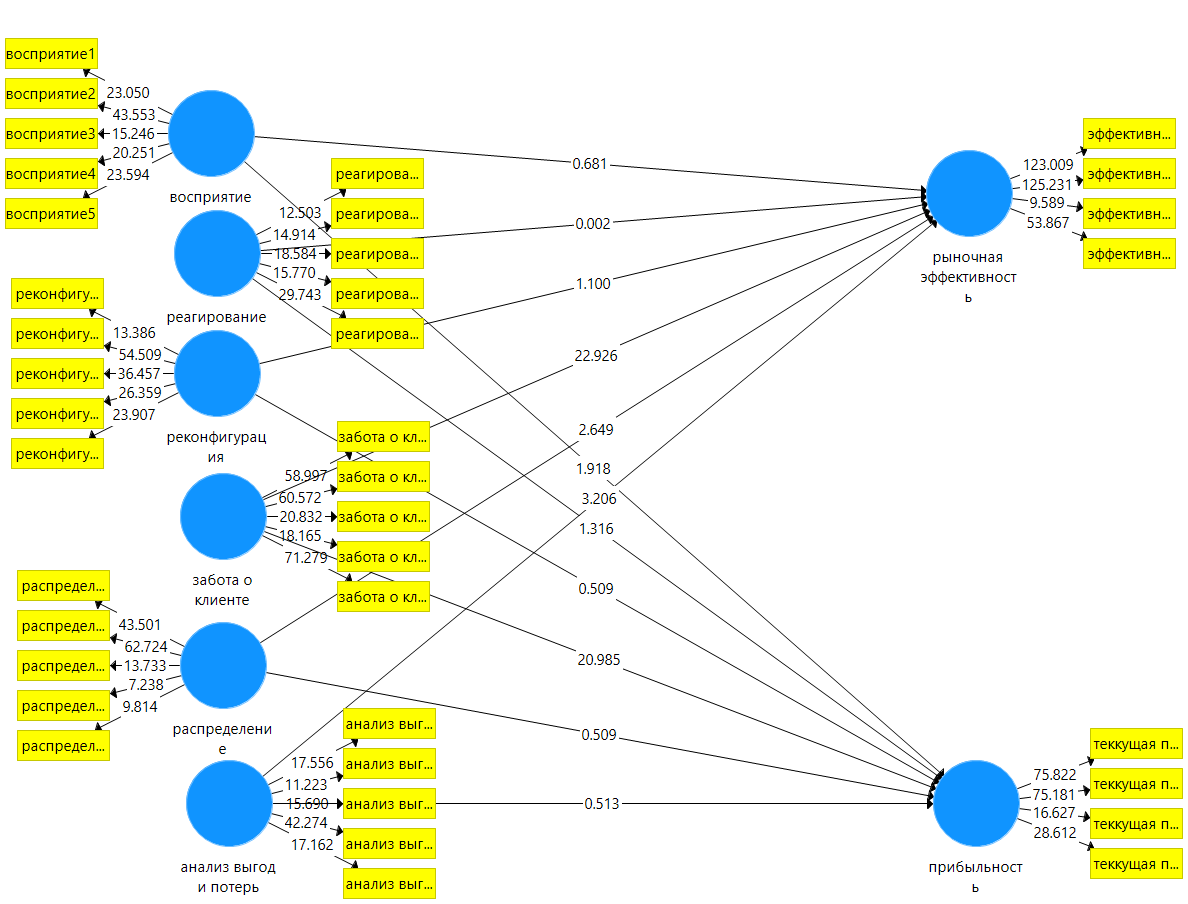 восприятие1
восприятие2
восприятие3
восприятие4
восприятие5
23.050
43.553
15.246
20.251
23.594
восприятие
реагирова...
реагирова...
реагирова...
реагирова...
реагирова...
12.503
14.914
18.584
15.770
29.743
реагирование
реконфигу...
реконфигу...
реконфигу...
реконфигу...
реконфигу...
13.386
54.509
36.457
26.359
23.907
реконфигурац
ия
забота о кл...
забота о кл...
забота о кл...
забота о кл...
забота о кл...
58.997
60.572
20.832
18.165
71.279
забота о
клиенте
распредел...
распредел...
распредел...
распредел...
распредел...
43.501
62.724
13.733
7.238
9.814
распределени
е
анализ выг...
анализ выг...
анализ выг...
анализ выг...
анализ выг...
17.556
11.223
15.690
42.274
17.162
анализ выгод
и потерь
0.681
0.002
1.100
22.926
2.649
1.918
3.206
1.316
0.509
20.985
0.509
0.513
эффективн...
эффективн...
эффективн...
эффективн...
123.009
125.231
9.589
53.867
рыночная
эффективност
ь
теккущая п...
теккущая п...
теккущая п...
теккущая п...
75.822
75.181
16.627
28.612
прибыльност
ь